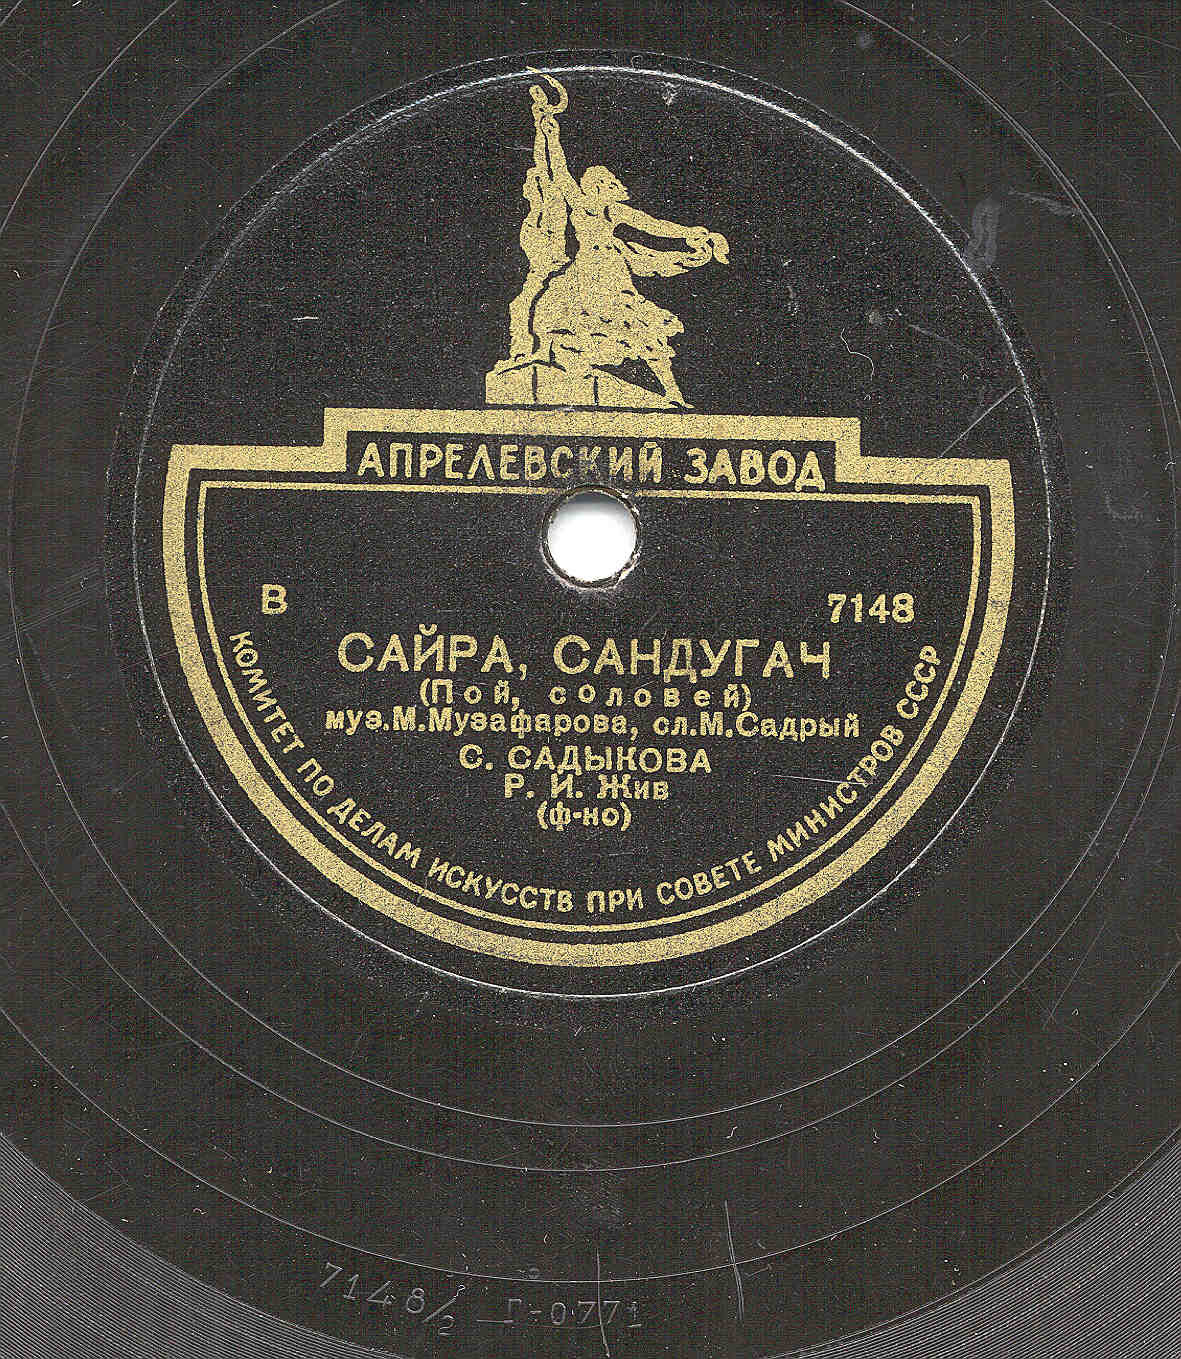 АПРЕЛЕВСКИЙ ЗАВОД
В 7148
САЙРА, САНДУГАЧ
(Пой, соловей)
муз.М.Музафарова, сл.М.Садрый
С. САДЫКОВА
Р. И. Жив
(ф-но)
КОМИТЕТ ПО ДЕЛАМ ИСКУССТВ ПРИ СОВЕТЕ МИНИСТРОВ СССР
7148/2 Г-0771